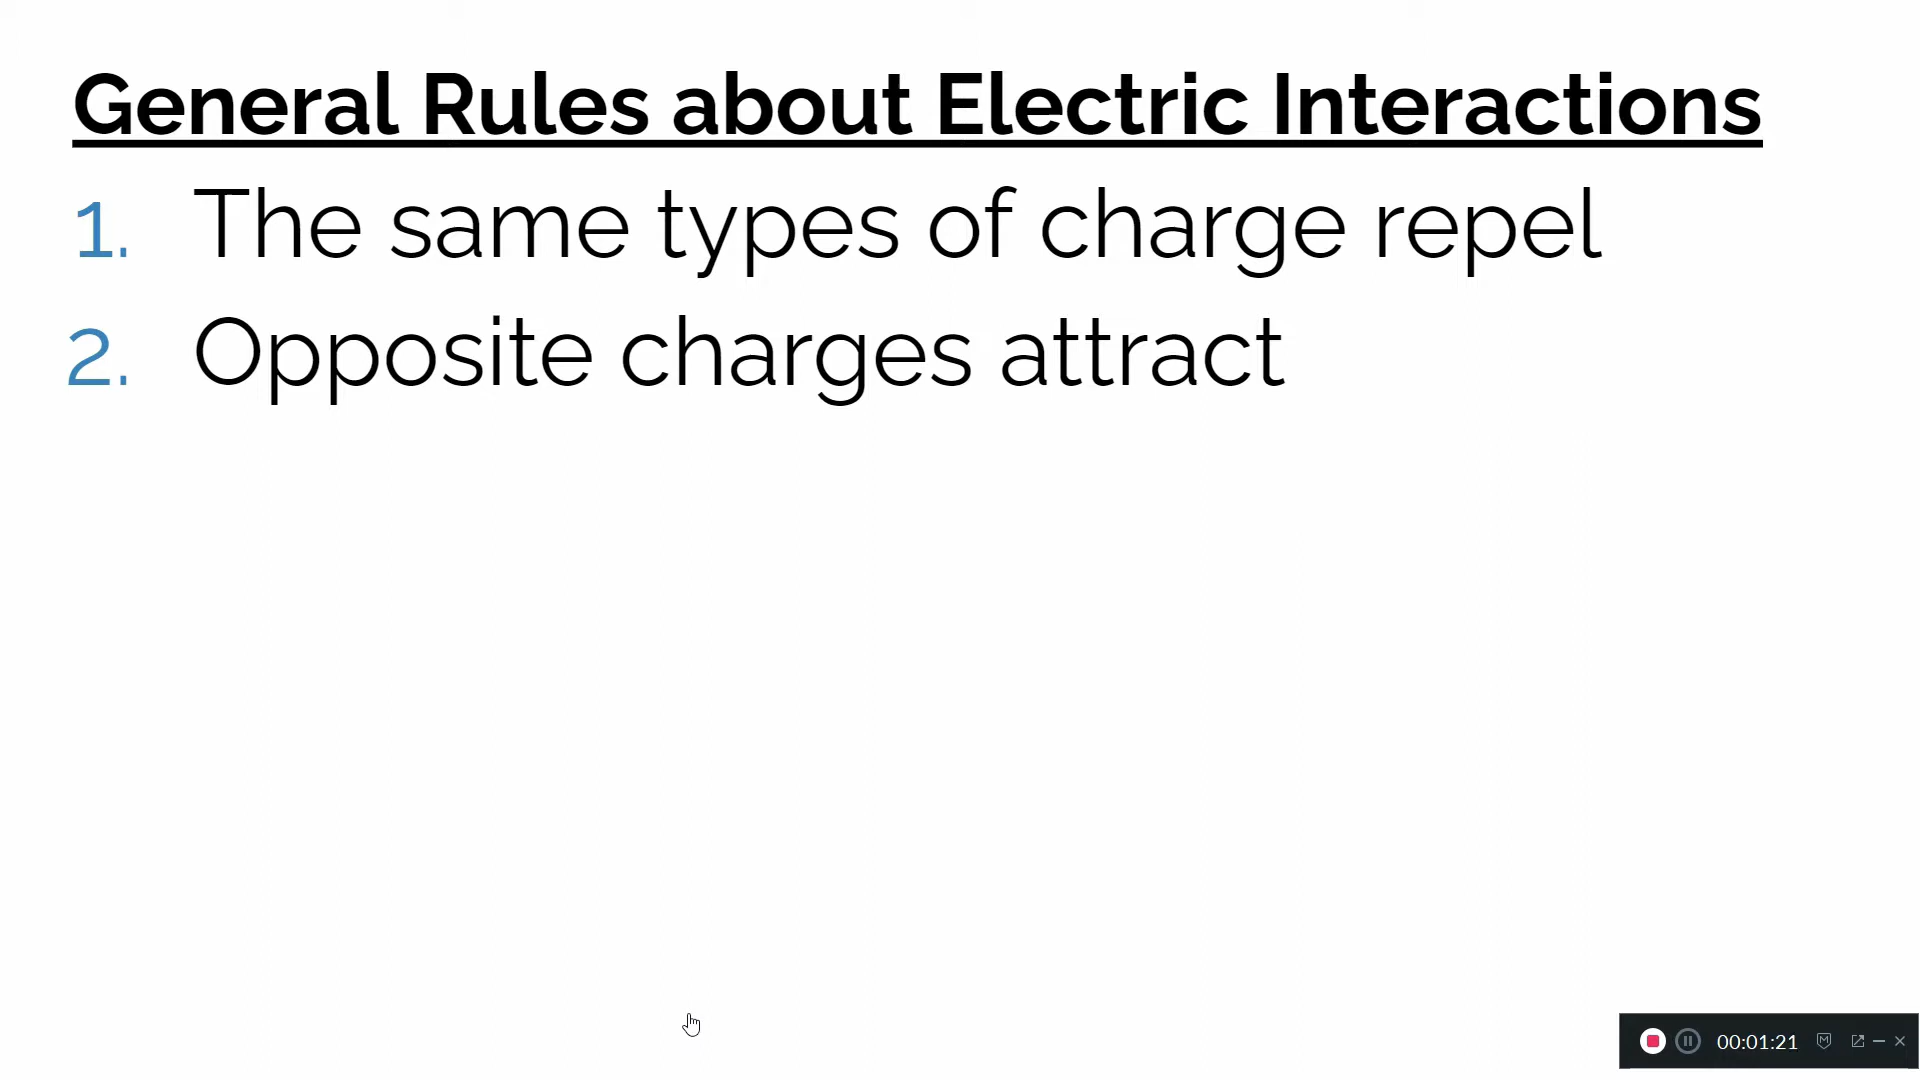 General Rules about Electric Interactions
1. The same types of charge repel
2. Opposite charges attract
00:01:21